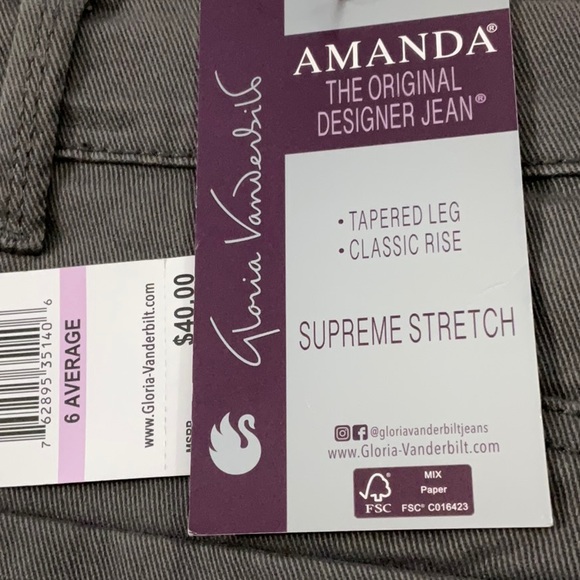 AMANDA®
THE ORIGINAL
DESIGNER JEAN®
Gloria Vanderbilt
• TAPERED LEG
• CLASSIC RISE
SUPREME STRETCH
@gloriavanderbiltjeans
www.Gloria-Vanderbilt.com
FSC
MIX
Paper
FSC® C016423
7 62895 35140 6
6 AVERAGE
www.Gloria-Vanderbilt.com
$40.00
MSRP